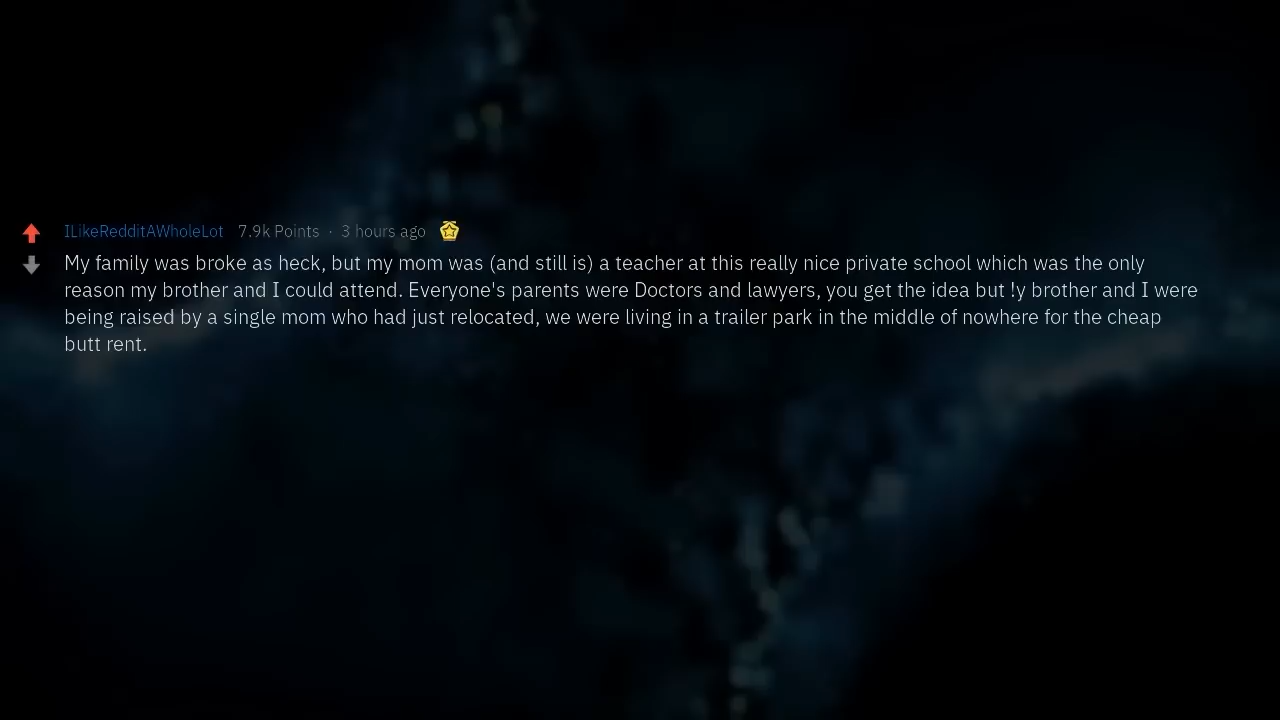 ILikeRedditAWholeLot 7.9k Points · 3 hours ago
My family was broke as heck, but my mom was (and still is) a teacher at this really nice private school which was the only
reason my brother and I could attend. Everyone's parents were Doctors and lawyers, you get the idea but !y brother and I were
being raised by a single mom who had just relocated, we were living in a trailer park in the middle of nowhere for the cheap
butt rent.